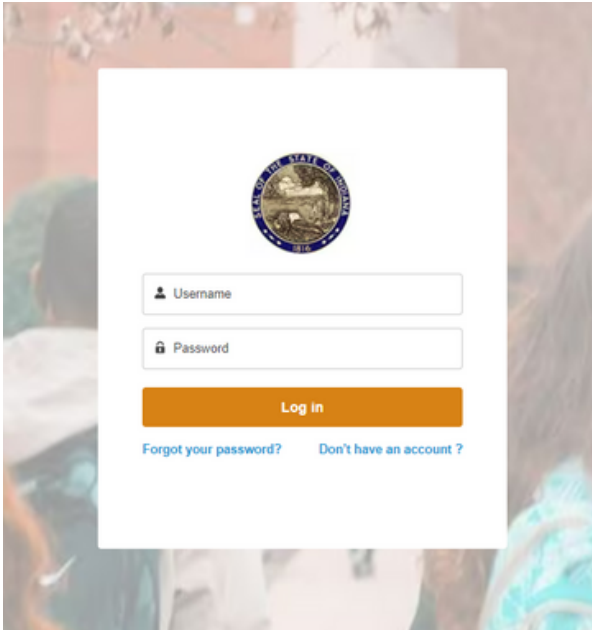 SEAL OF THE STATE OF INDIANA
1816
Username
Password
Log in
Forgot your password? Don't have an account ?